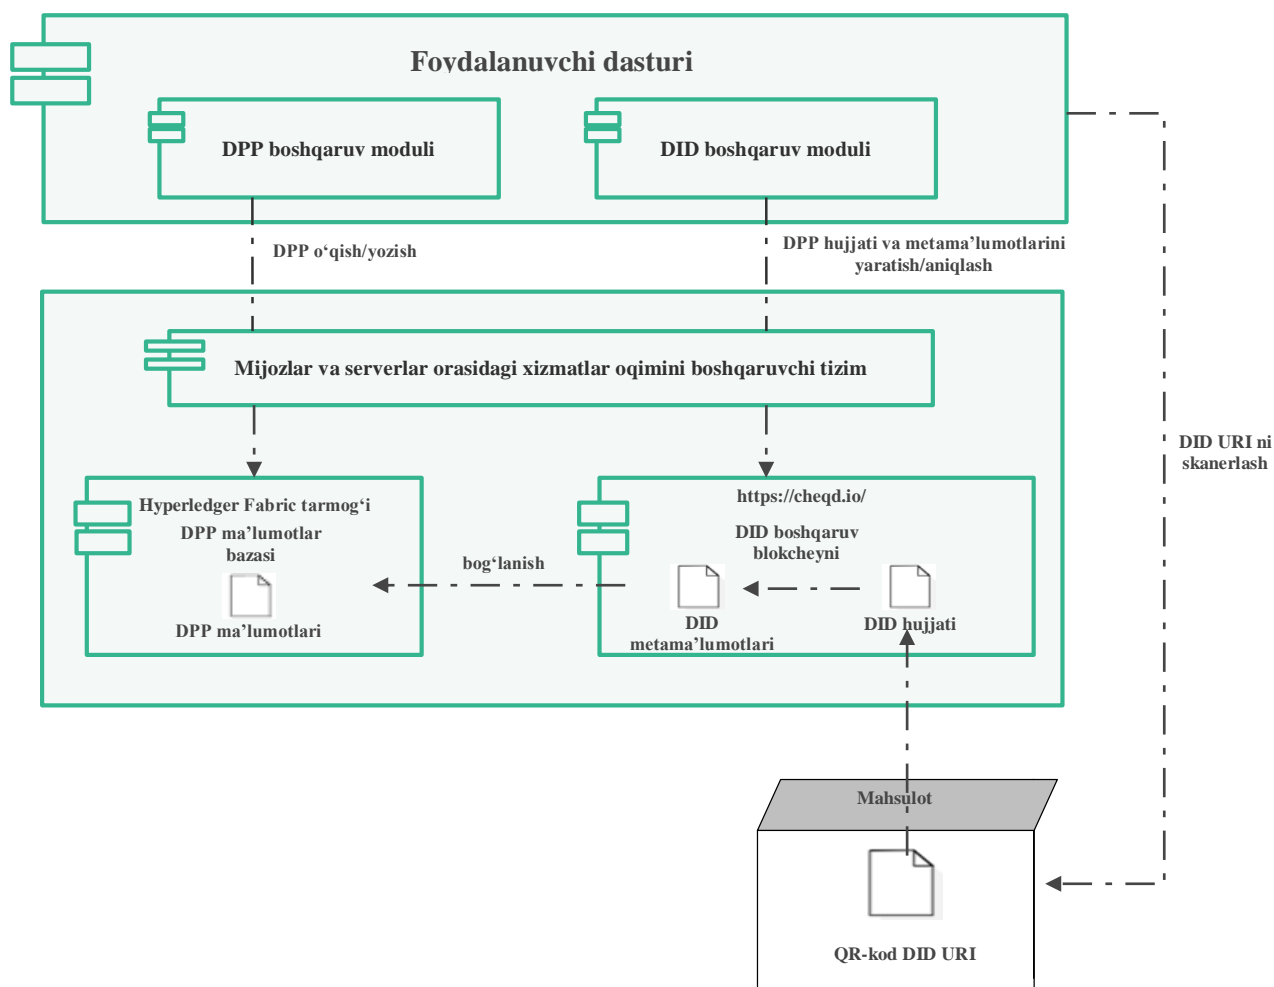 Foydalanuvchi dasturi
DPP boshqaruv moduli
DID boshqaruv moduli
DPP o‘qish/yozish
DPP hujjati va metama’lumotlarini
yaratish/aniqlash
Mijozlar va serverlar orasidagi xizmatlar oqimini boshqaruvchi tizim
DID URI ni
skanerlash
Hyperledger Fabric tarmog‘i
DPP ma’lumotlar
bazasi
DPP ma’lumotlari
bog‘lanish
https://cheqd.io/
DID boshqaruv
blokcheyni
DID
metama’lumotlari
DID hujjati
Mahsulot
QR-kod DID URI